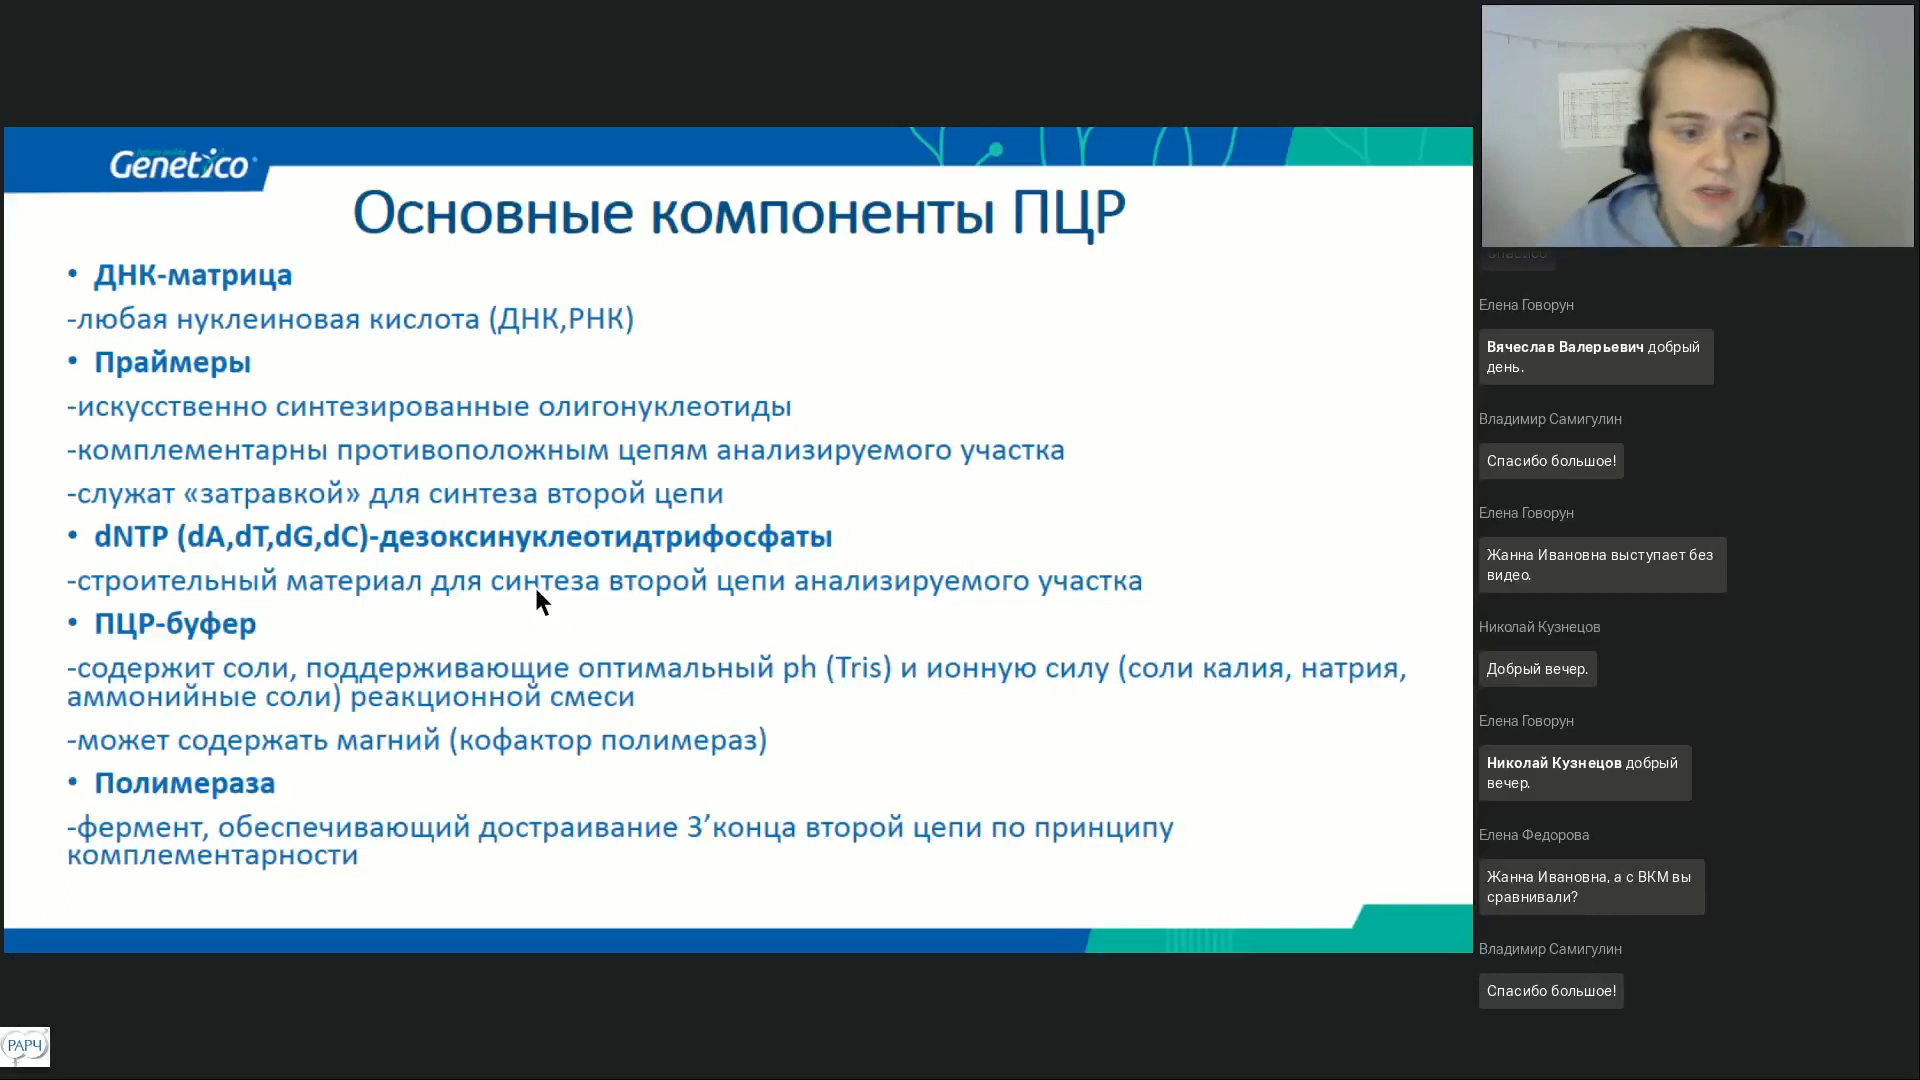 Genetico
Основные компоненты ПЦР
• ДНК-матрица
-любая нуклеиновая кислота (ДНК,РНК)
• Праймеры
-искусственно синтезированные олигонуклеотиды
-комплементарны противоположным цепям анализируемого участка
-служат «затравкой» для синтеза второй цепи
• dNTP (dA,dT,dG,dC)-дезоксинуклеотидтрифосфаты
-строительный материал для синтеза второй цепи анализируемого участка
• ПЦР-буфер
-содержит соли, поддерживающие оптимальный ph (Tris) и ионную силу (соли калия, натрия,
аммонийные соли) реакционной смеси
-может содержать магний (кофактор полимераз)
• Полимераза
-фермент, обеспечивающий достраивание 3’конца второй цепи по принципу
комплементарности
РАРЧ
Елена Говорун
Вячеслав Валерьевич добрый
день.
Владимир Самигулин
Спасибо большое!
Елена Говорун
Жанна Ивановна выступает без
видео.
Николай Кузнецов
Добрый вечер.
Елена Говорун
Николай Кузнецов добрый
вечер.
Елена Федорова
Жанна Ивановна, а с ВКМ вы
сравнивали?
Владимир Самигулин
Спасибо большое!